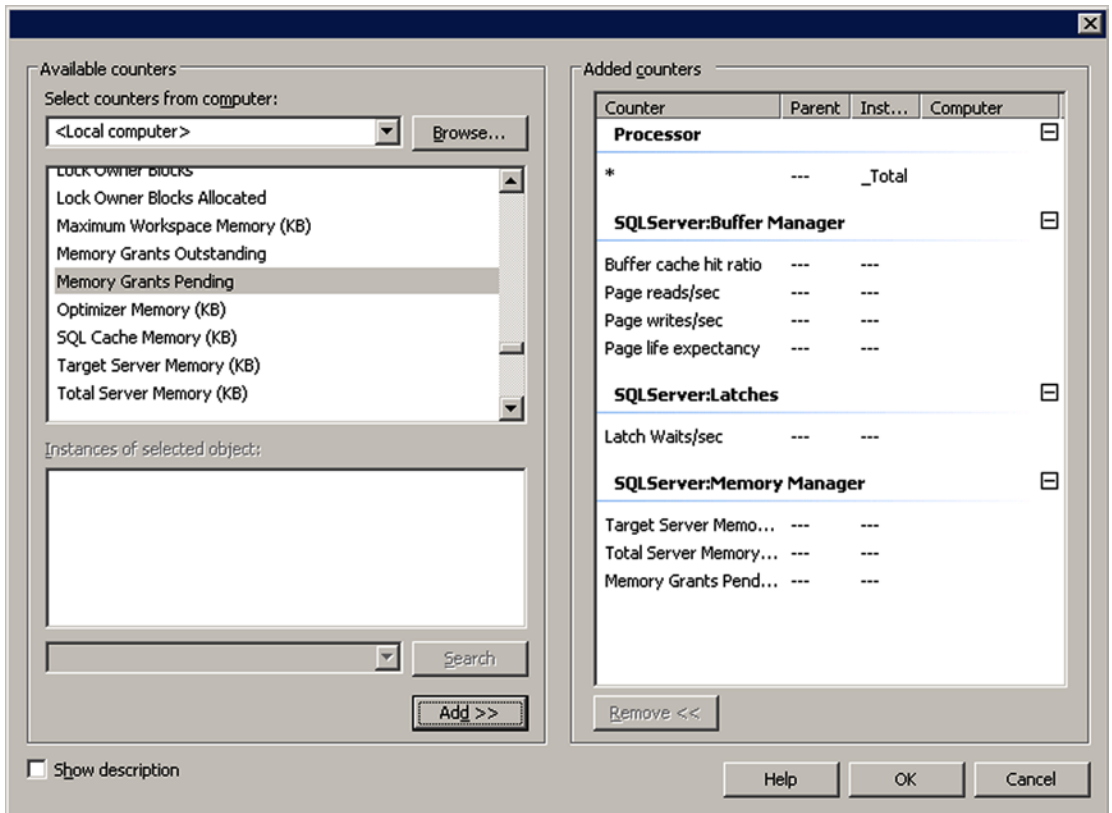 Available counters
Select counters from computer:
<Local computer>
Browse...
Lock Owner Blocks
Lock Owner Blocks Allocated
Maximum Workspace Memory (KB)
Memory Grants Outstanding
Memory Grants Pending
Optimizer Memory (KB)
SQL Cache Memory (KB)
Target Server Memory (KB)
Total Server Memory (KB)
Instances of selected object:
Search
Add >>
Show description
Added counters
Counter Parent Inst... Computer
Processor
* --- _Total
SQLServer:Buffer Manager
Buffer cache hit ratio --- ---
Page reads/sec --- ---
Page writes/sec --- ---
Page life expectancy --- ---
SQLServer:Latches
Latch Waits/sec --- ---
SQLServer:Memory Manager
Target Server Memo... --- ---
Total Server Memory... --- ---
Memory Grants Pend... --- ---
Remove <<
Help OK Cancel